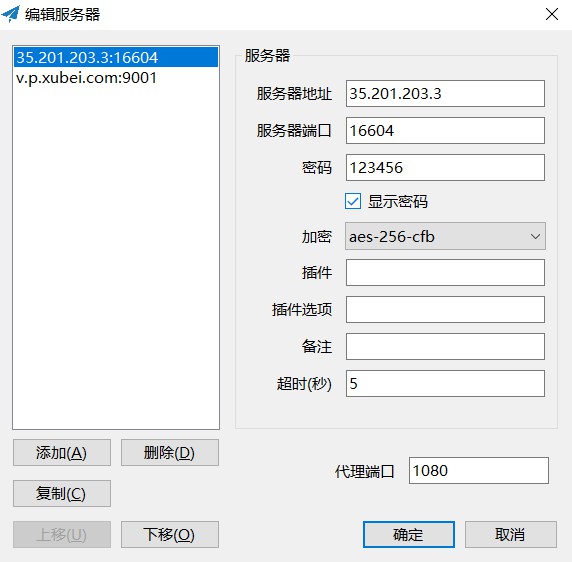 编辑服务器
35.201.203.3:16604
v.p.xubei.com:9001
服务器
服务器地址 35.201.203.3
服务器端口 16604
密码 123456
显示密码
加密 aes-256-cfb
插件
插件选项
备注
超时(秒) 5
添加(A) 删除(D)
代理端口 1080
复制(C)
上移(U) 下移(O) 确定 取消